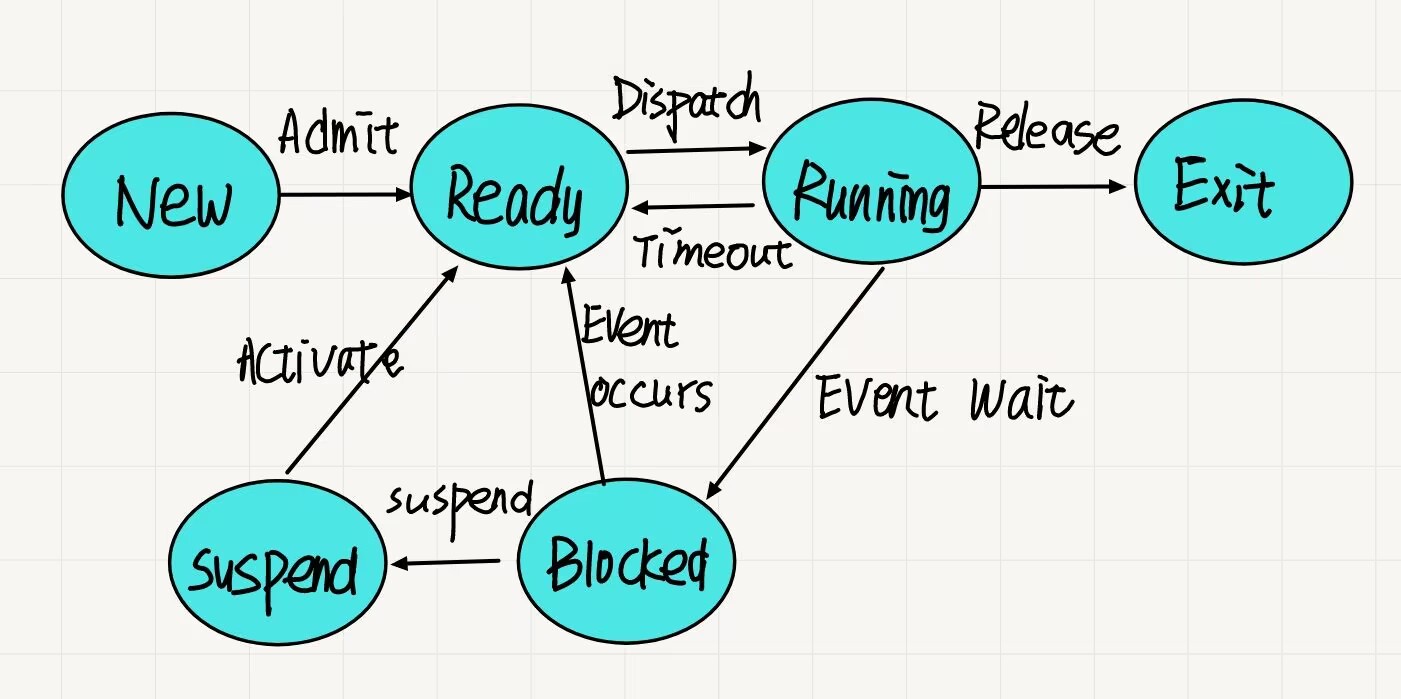 Dispatch
Admit
Release
New
Ready
Running
Exit
Timeout
Event
occurs
Activate
Event Wait
suspend
suspend
Blocked